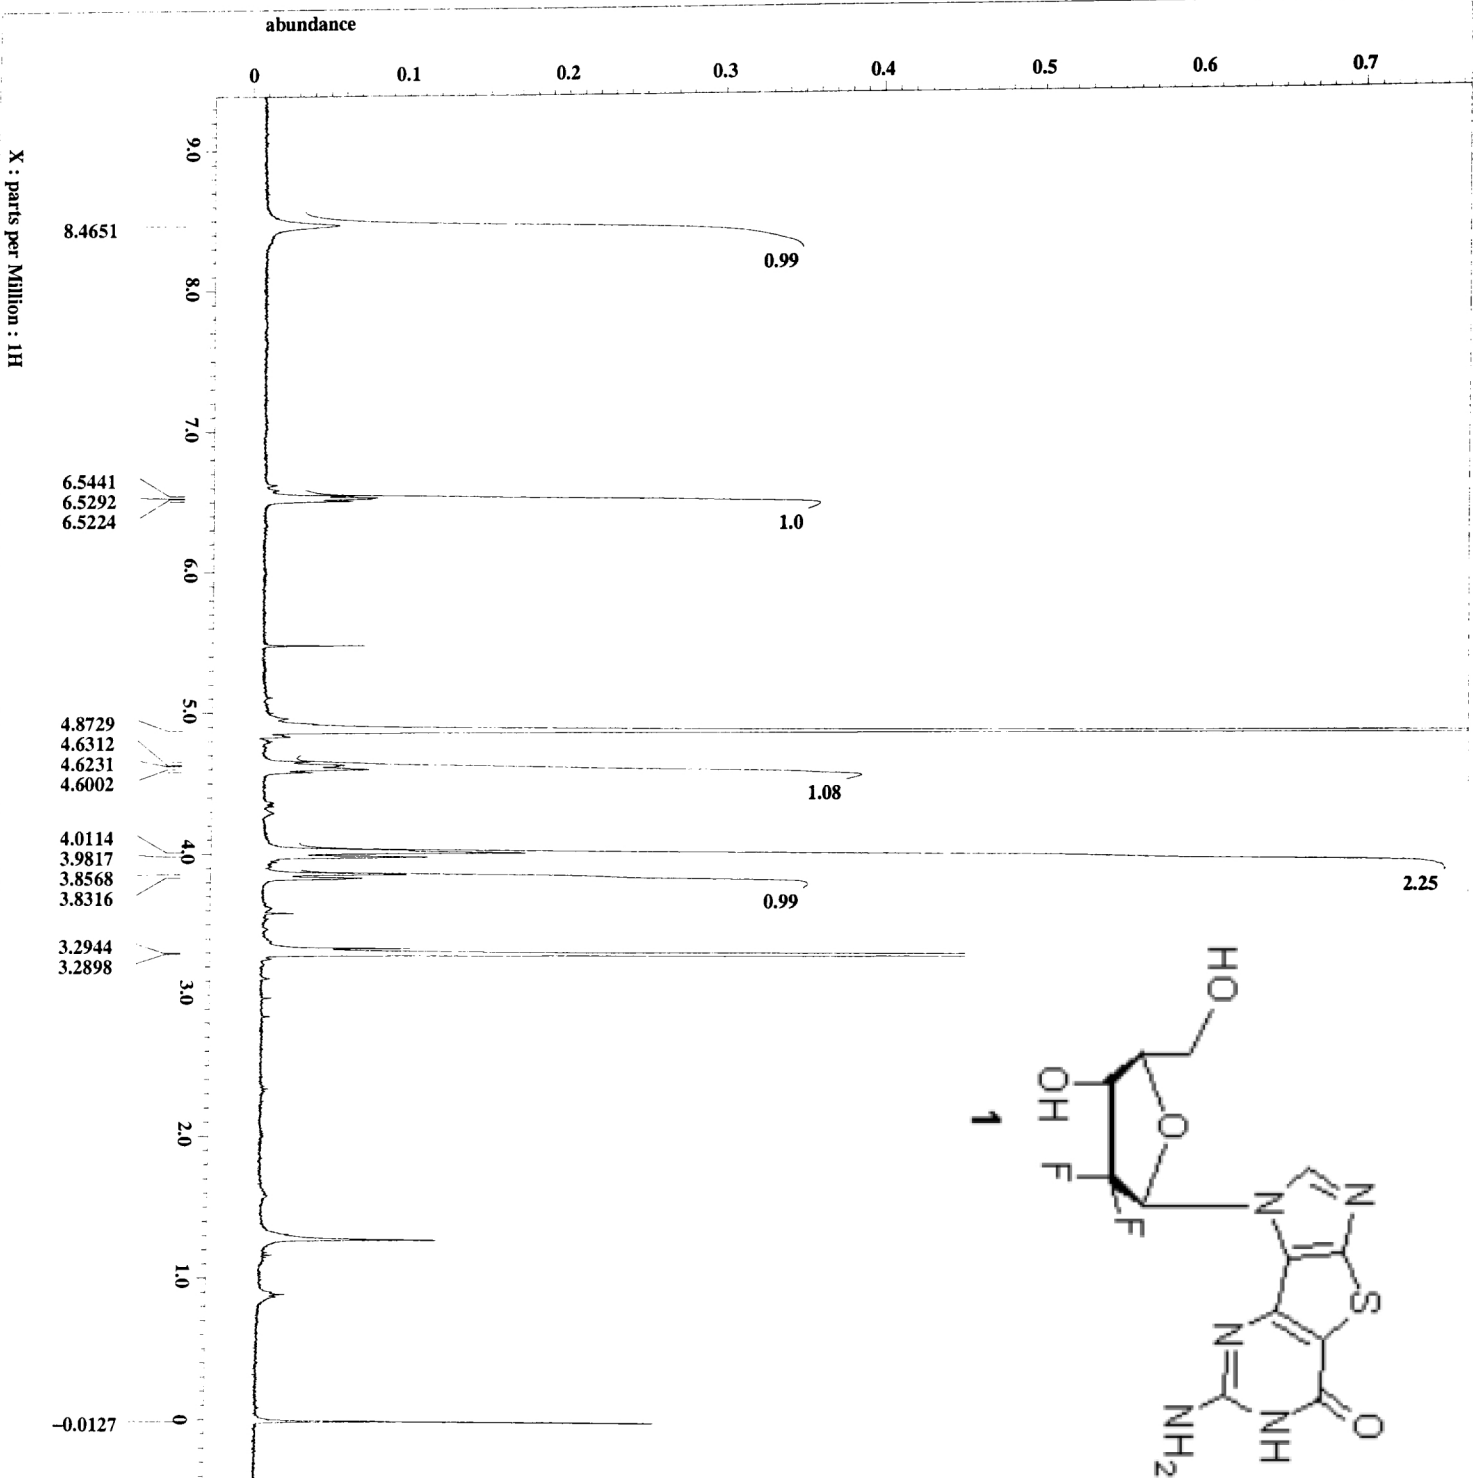 abundance
0 0.1 0.2 0.3 0.4 0.5 0.6 0.7
X : parts per Million : 1H
9.0
8.0
7.0
6.0
5.0
4.0
3.0
2.0
1.0
0
8.4651
6.5441
6.5292
6.5224
4.8729
4.6312
4.6231
4.6002
4.0114
3.9817
3.8568
3.8316
3.2944
3.2898
-0.0127
0.99
1.0
1.08
2.25
0.99
HO
OH
O
F
F
N
N
S
N
NH
O
NH2
1